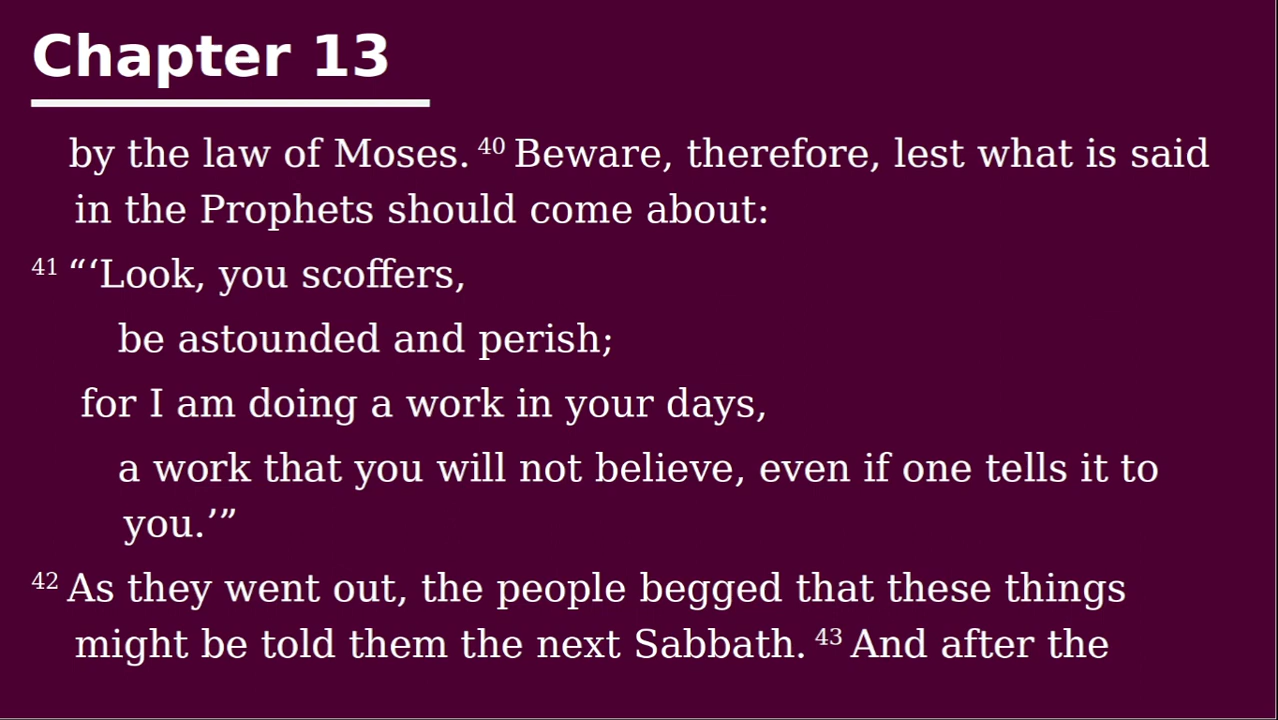 Chapter 13
by the law of Moses. 40 Beware, therefore, lest what is said
in the Prophets should come about:
41 “‘Look, you scoffers,
be astounded and perish;
for I am doing a work in your days,
a work that you will not believe, even if one tells it to
you.’”
42 As they went out, the people begged that these things
might be told them the next Sabbath. 43 And after the